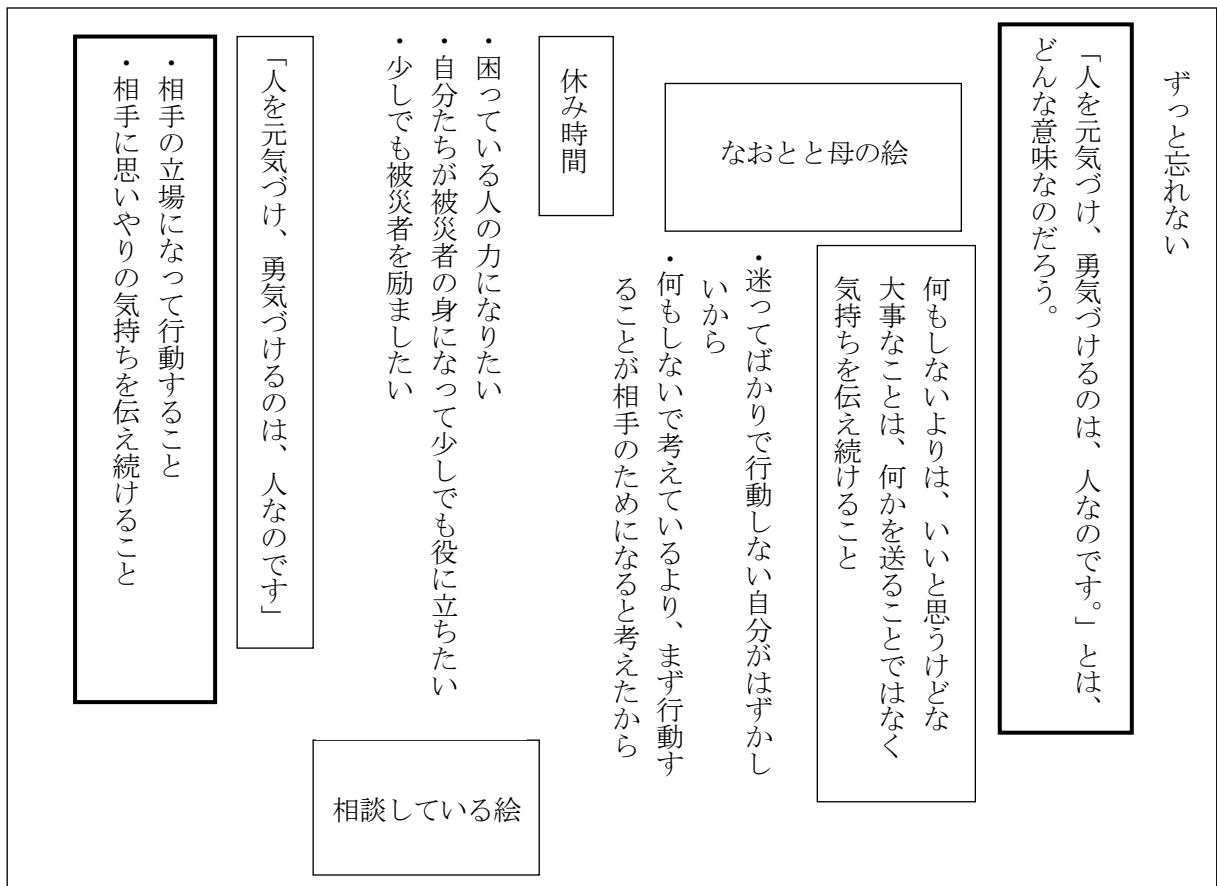 ずっと忘れない
「人を元気づけ、勇気づけるのは、人なのです。」とは、
どんな意味なのだろう。
なおとと母の絵
何もしないよりは、いいと思うけどな
大事なことは、何かを送ることではなく
気持ちを伝え続けること
・迷ってばかりで行動しない自分がはずかし
いから
・何もしないで考えているより、まず行動す
ることが相手のためになると考えたから
休み時間
・困っている人の力になりたい
・自分たちが被災者の身になって少しでも役に立ちたい
・少しでも被災者を励ましたい
相談している絵
「人を元気づけ、勇気づけるのは、人なのです」
・相手の立場になって行動すること
・相手に思いやりの気持ちを伝え続けること